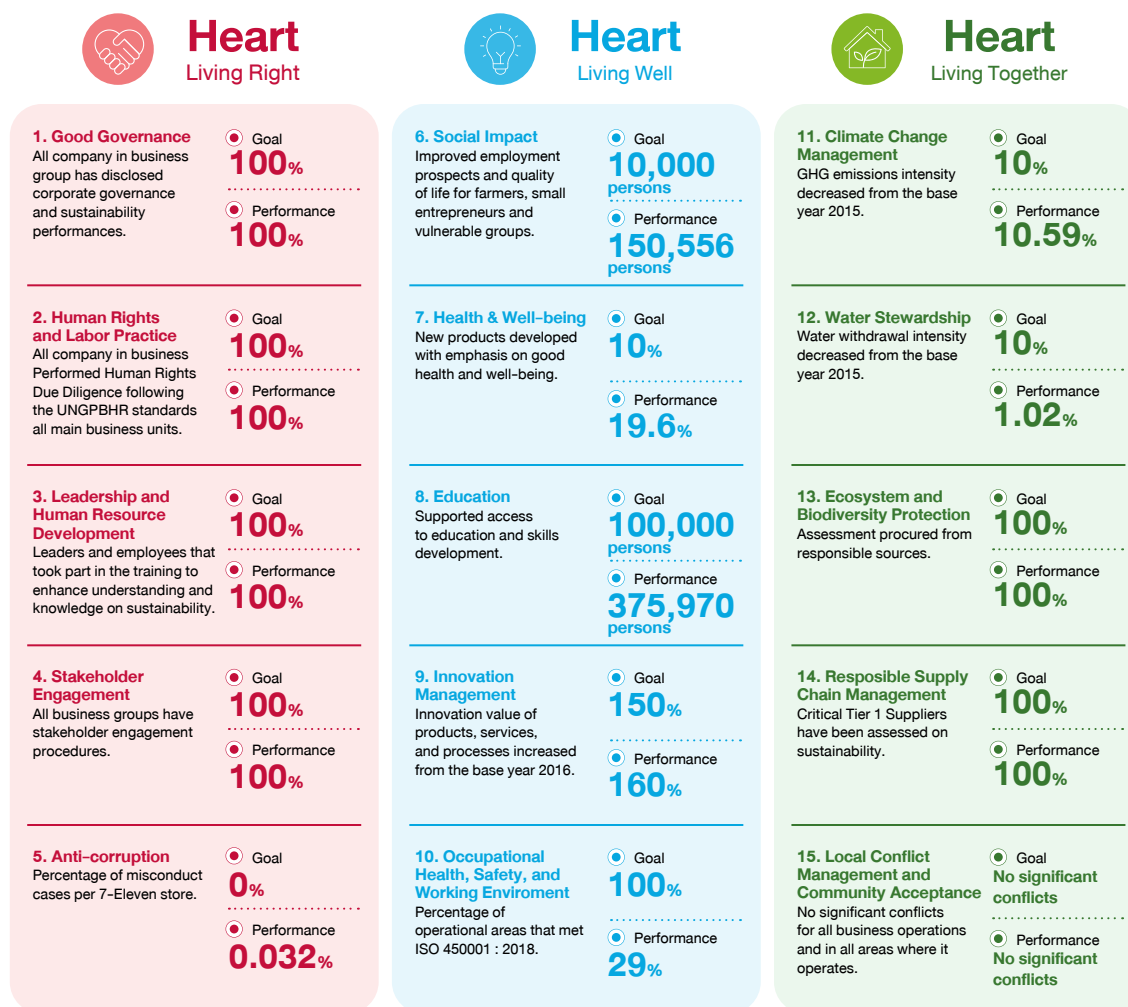 Heart
Living Right
1. Good Governance
All company in business
group has disclosed
corporate governance
and sustainability
performances.
Goal
100%
Performance
100%
2. Human Rights
and Labor Practice
All company in business
Performed Human Rights
Due Diligence following
the UNGPBHR standards
all main business units.
Goal
100%
Performance
100%
3. Leadership and
Human Resource
Development
Leaders and employees that
took part in the training to
enhance understanding and
knowledge on sustainability.
Goal
100%
Performance
100%
4. Stakeholder
Engagement
All business groups have
stakeholder engagement
procedures.
Goal
100%
Performance
100%
5. Anti-corruption
Percentage of misconduct
cases per 7-Eleven store.
Goal
0%
Performance
0.032%
Heart
Living Well
6. Social Impact
Improved employment
prospects and quality
of life for farmers, small
entrepreneurs and
vulnerable groups.
Goal
10,000
persons
Performance
150,556
persons
7. Health & Well-being
New products developed
with emphasis on good
health and well-being.
Goal
10%
Performance
19.6%
8. Education
Supported access
to education and skills
development.
Goal
100,000
persons
Performance
375,970
persons
9. Innovation
Management
Innovation value of
products, services,
and processes increased
from the base year 2016.
Goal
150%
Performance
160%
10. Occupational
Health, Safety, and
Working Enviroment
Percentage of
operational areas that met
ISO 450001 : 2018.
Goal
100%
Performance
29%
Heart
Living Together
11. Climate Change
Management
GHG emissions intensity
decreased from the base
year 2015.
Goal
10%
Performance
10.59%
12. Water Stewardship
Water withdrawal intensity
decreased from the base
year 2015.
Goal
10%
Performance
1.02%
13. Ecosystem and
Biodiversity Protection
Assessment procured from
responsible sources.
Goal
100%
Performance
100%
14. Resposible Supply
Chain Management
Critical Tier 1 Suppliers
have been assessed on
sustainability.
Goal
100%
Performance
100%
15. Local Conflict
Management and
Community Acceptance
No significant conflicts
for all business operations
and in all areas where it
operates.
Goal
No significant
conflicts
Performance
No significant
conflicts